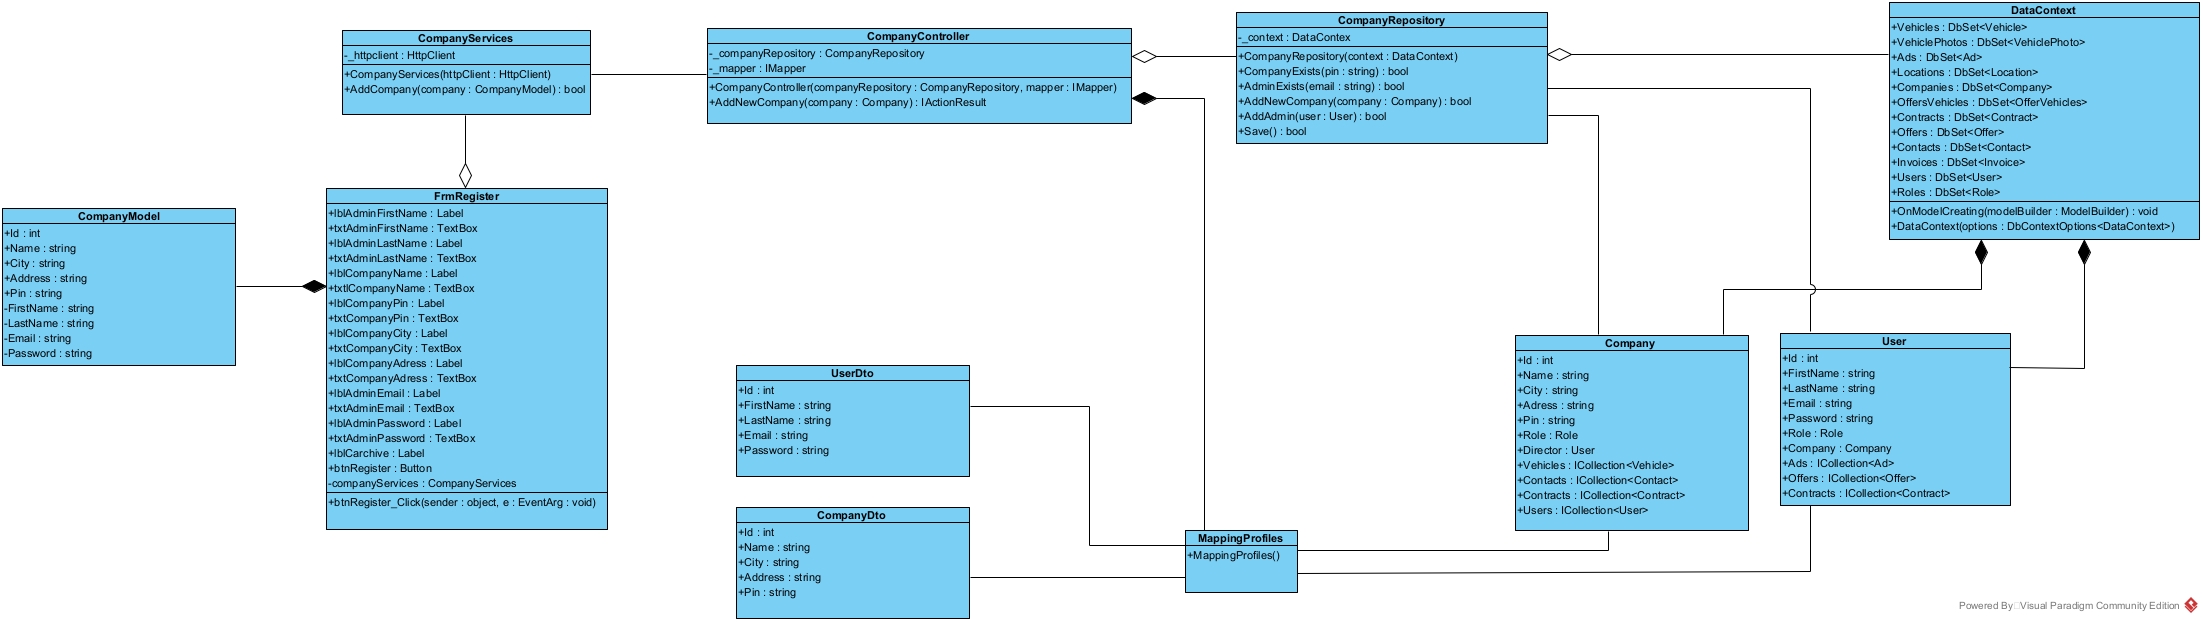 CompanyServices
-_httpclient : HttpClient
+CompanyServices(httpClient : HttpClient)
+AddCompany(company : CompanyModel) : bool
CompanyController
-_companyRepository : CompanyRepository
-_mapper : IMapper
+CompanyController(companyRepository : CompanyRepository, mapper : IMapper)
+AddNewCompany(company : Company) : IActionResult
CompanyRepository
-_context : DataContex
+CompanyRepository(context : DataContext)
+CompanyExists(pin : string) : bool
+AdminExists(email : string) : bool
+AddNewCompany(company : Company) : bool
+AddAdmin(user : User) : bool
+Save() : bool
DataContext
+Vehicles : DbSet<Vehicle>
+VehiclePhotos : DbSet<VehiclePhoto>
+Ads : DbSet<Ad>
+Locations : DbSet<Location>
+Companies : DbSet<Company>
+OffersVehicles : DbSet<OfferVehicles>
+Contracts : DbSet<Contract>
+Offers : DbSet<Offer>
+Contacts : DbSet<Contact>
+Invoices : DbSet<Invoice>
+Users : DbSet<User>
+Roles : DbSet<Role>
+OnModelCreating(modelBuilder : ModelBuilder) : void
+DataContext(options : DbContextOptions<DataContext>)
CompanyModel
+Id : int
+Name : string
+City : string
+Address : string
+Pin : string
-FirstName : string
-LastName : string
-Email : string
-Password : string
FrmRegister
+lblAdminFirstName : Label
+txtAdminFirstName : TextBox
+lblAdminLastName : Label
+txtAdminLastName : TextBox
+lblCompanyName : Label
+txtlCompanyName : TextBox
+lblCompanyPin : Label
+txtCompanyPin : TextBox
+lblCompanyCity : Label
+txtCompanyCity : TextBox
+lblCompanyAdress : Label
+txtCompanyAdress : TextBox
+lblAdminEmail : Label
+txtAdminEmail : TextBox
+lblAdminPassword : Label
+txtAdminPassword : TextBox
+lblCarchive : Label
+btnRegister : Button
-companyServices : CompanyServices
+btnRegister_Click(sender : object, e : EventArg : void)
UserDto
+Id : int
+FirstName : string
+LastName : string
+Email : string
+Password : string
CompanyDto
+Id : int
+Name : string
+City : string
+Address : string
+Pin : string
MappingProfiles
+MappingProfiles()
Company
+Id : int
+Name : string
+City : string
+Adress : string
+Pin : string
+Role : Role
+Director : User
+Vehicles : ICollection<Vehicle>
+Contacts : ICollection<Contact>
+Contracts : ICollection<Contract>
+Users : ICollection<User>
User
+Id : int
+FirstName : string
+LastName : string
+Email : string
+Password : string
+Role : Role
+Company : Company
+Ads : ICollection<Ad>
+Offers : ICollection<Offer>
+Contracts : ICollection<Contract>
Powered By Visual Paradigm Community Edition